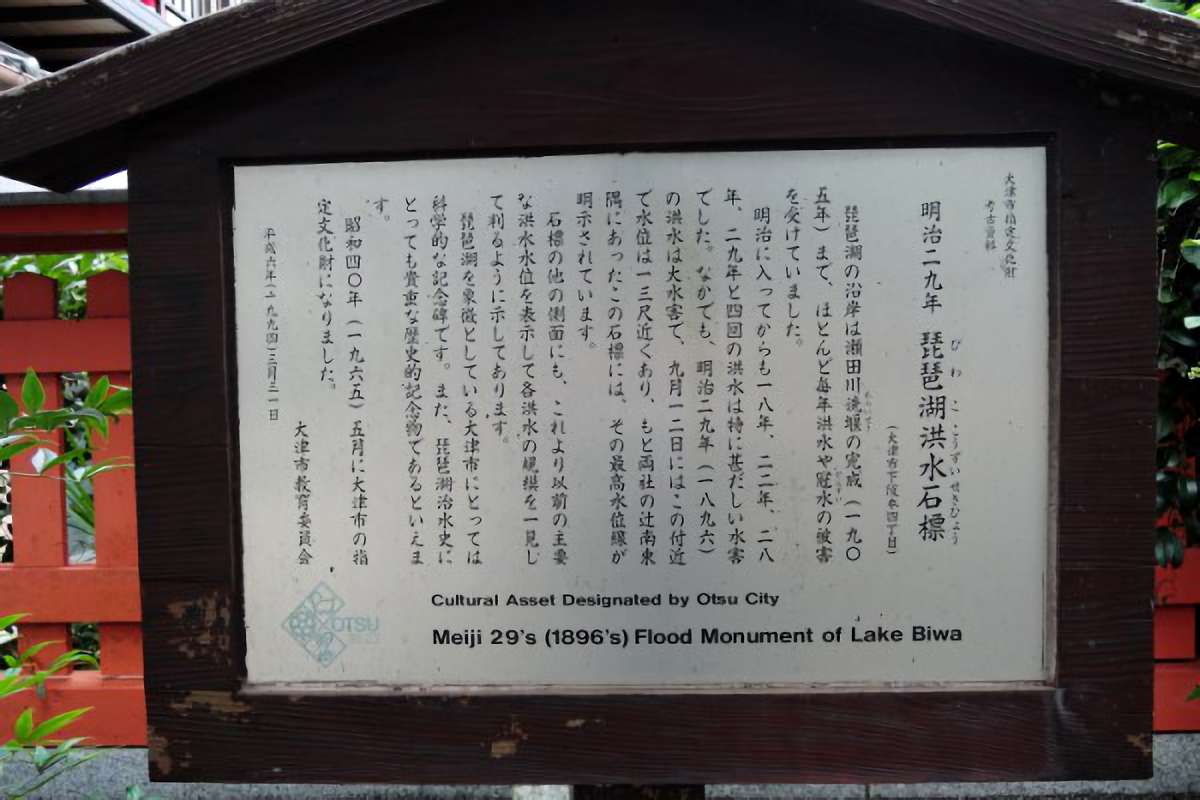 大津市指定文化財
考古資料
明治二九年 琵琶湖洪水石標
びわこ こうずい せきひょう
(大津市下阪本四丁目)
琵琶湖の沿岸は瀬田川洗堰の完成(一九〇
あらいぜき
五年)まで、ほとんど毎年洪水や冠水の被害
かんすい
を受けていました。
明治に入ってからも一八年、二二年、二八
年、二九年と四回の洪水は特に甚だしい水害
でした。なかでも、明治二九年(一八九六)
の洪水は大水害で、九月一二日にはこの付近
で水位は一三尺近くあり、もと両社の辻南東
隅にあったこの石標には、その最高水位線が
明示されています。
石標の他の側面にも、これより以前の主要
な洪水水位を表示して各洪水の規模を一見し
て判るように示してあります。
琵琶湖を象徴としている大津市にとっては
科学的な記念碑です。また、琵琶湖治水史に
とっても貴重な歴史的記念物であるといえま
す。
昭和四〇年(一九六五)五月に大津市の指
定文化財になりました。
大津市教育委員会
平成六年(一九九四)三月三一日
Cultural Asset Designated by Otsu City
Meiji 29's (1896's) Flood Monument of Lake Biwa
OTSU